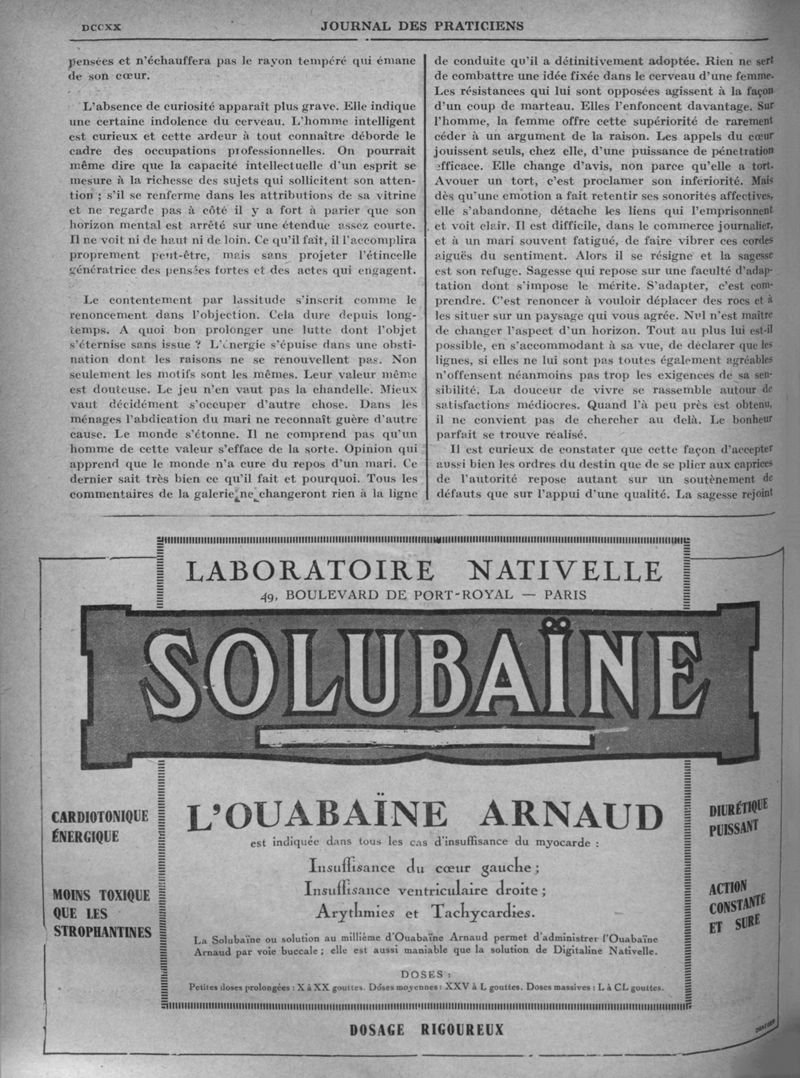 DCCXX
JOURNAL DES PRATICIENS
pensées et n'échauffera pas le rayon tempéré qui émane
de son cœur.
L'absence de curiosité apparaît plus grave. Elle indique
une certaine indolence du cerveau. L'homme intelligent
est curieux et cette ardeur à tout connaître déborde le
cadre des occupations professionnelles. On pourrait
même dire que la capacité intellectuelle d'un esprit se
mesure à la richesse des sujets qui sollicitent son atten-
tion ; s'il se renferme dans les attributions de sa vitrine
et ne regarde pas à côté il y a fort à parier que son
horizon mental est arrêté sur une étendue assez courte.
Il ne voit ni de haut ni de loin. Ce qu'il fait, il l'accomplira
proprement peut-être, mais sans projeter l'étincelle
génératrice des pensées fortes et des actes qui engagent.
Le contentement par lassitude s'inscrit comme le
renoncement dans l'objection. Cela dure depuis long-
temps. A quoi bon prolonger une lutte dont l'objet
s'éternise sans issue ? L'énergie s'épuise dans une obsti-
nation dont les raisons ne se renouvellent pas. Non
seulement les motifs sont les mêmes. Leur valeur même
est douteuse. Le jeu n'en vaut pas la chandelle. Mieux
vaut décidément s'occuper d'autre chose. Dans les
ménages l'abdication du mari ne reconnaît guère d'autre
cause. Le monde s'étonne. Il ne comprend pas qu'un
homme de cette valeur s'efface de la sorte. Opinion qui
apprend que le monde n'a cure du repos d'un mari. Ce
dernier sait très bien ce qu'il fait et pourquoi. Tous les
commentaires de la galerie ne changeront rien à la ligne
de conduite qu'il a définitivement adoptée. Rien ne sert
de combattre une idée fixée dans le cerveau d'une femme.
Les résistances qui lui sont opposées agissent à la façon
d'un coup de marteau. Elles l'enfoncent davantage. Sur
l'homme, la femme offre cette supériorité de rarement
céder à un argument de la raison. Les appels du cœur
jouissent seuls, chez elle, d'une puissance de pénetration
efficace. Elle change d'avis, non parce qu'elle a tort.
Avouer un tort, c'est proclamer son infériorité. Mais
dès qu'une emotion a fait retentir ses sonorités affectives,
elle s'abandonne, détache les liens qui l'emprisonnent
et voit clair. Il est difficile, dans le commerce journalier,
et à un mari souvent fatigué, de faire vibrer ces cordes
aiguës du sentiment. Alors il se résigne et la sagesse
est son refuge. Sagesse qui repose sur une faculté d'adap-
tation dont s'impose le mérite. S'adapter, c'est com-
prendre. C'est renoncer à vouloir déplacer des rocs et à
les situer sur un paysage qui vous agrée. Nul n'est maître
de changer l'aspect d'un horizon. Tout au plus lui est-il
possible, en s'accommodant à sa vue, de déclarer que les
lignes, si elles ne lui sont pas toutes également agréables
n'offensent néanmoins pas trop les exigences de sa sen-
sibilité. La douceur de vivre se rassemble autour de
satisfactions médiocres. Quand l'à peu près est obtenu,
il ne convient pas de chercher au delà. Le bonheur
parfait se trouve réalisé.
Il est curieux de constater que cette façon d'accepter
aussi bien les ordres du destin que de se plier aux caprices
de l'autorité repose autant sur un soutènement de
défauts que sur l'appui d'une qualité. La sagesse rejoint
LABORATOIRE NATIVELLE
49, BOULEVARD DE PORT-ROYAL — PARIS
SOLUBAÏNE
CARDIOTONIQUE
ÉNERGIQUE
MOINS TOXIQUE
QUE LES
STROPHANTINES
L'OUABAÏNE ARNAUD
est indiquée dans tous les cas d'insuffisance du myocarde :
Insuffisance du cœur gauche ;
Insuffisance ventriculaire droite ;
Arythmies et Tachycardies.
La Solubaïne ou solution au millième d'Ouabaïne Arnaud permet d'administrer l'Ouabaïne
Arnaud par voie buccale ; elle est aussi maniable que la solution de Digitaline Nativelle.
DOSES :
Petites doses prolongées : X à XX gouttes. Doses moyennes : XXV à L gouttes. Doses massives : L à CL gouttes.
DIURÉTIQUE
PUISSANT
ACTION
CONSTANTE
ET SURE
DOSAGE RIGOUREUX